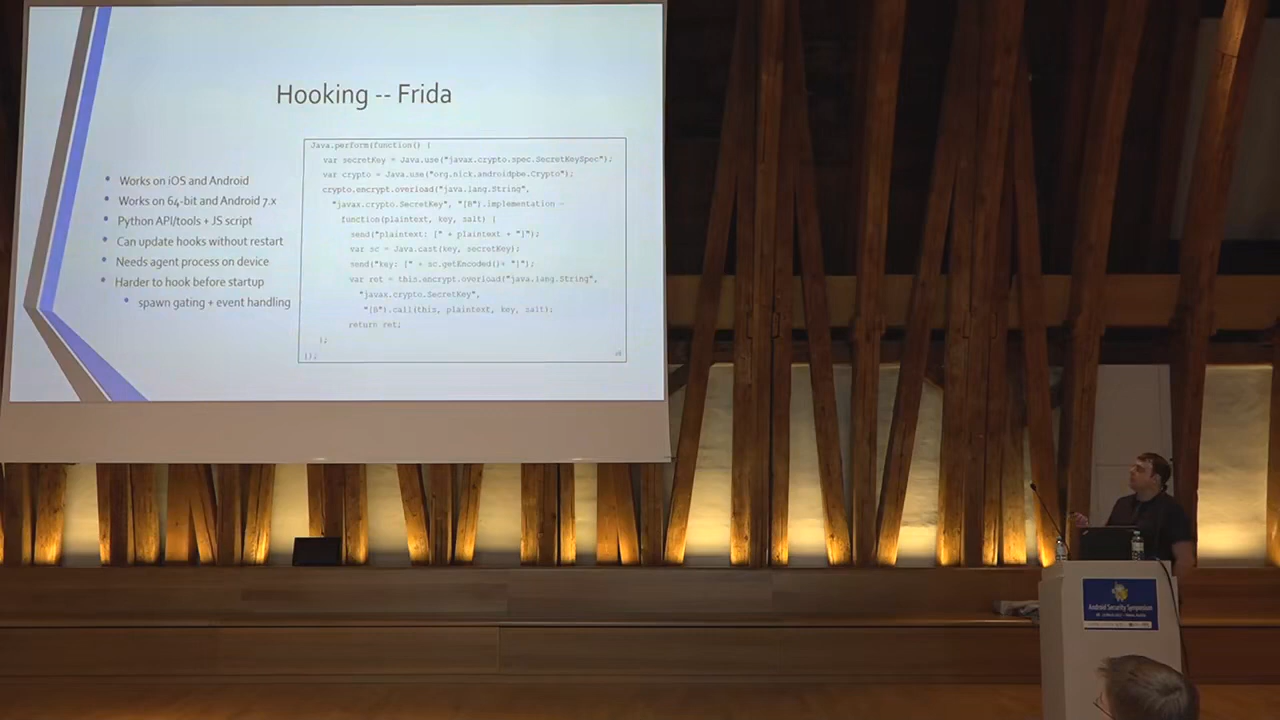 Hooking -- Frida
• Works on iOS and Android
• Works on 64-bit and Android 7.x
• Python API/tools + JS script
• Can update hooks without restart
• Needs agent process on device
• Harder to hook before startup
• spawn gating + event handling
Java.perform(function() {
var secretKey = Java.use("javax.crypto.spec.SecretKeySpec");
var crypto = Java.use("org.nick.androidpbe.Crypto");
crypto.encrypt.overload("java.lang.String",
"javax.crypto.SecretKey", "[B").implementation =
function(plaintext, key, salt) {
send("plaintext: [" + plaintext + "]");
var sc = Java.cast(key, secretKey);
send("key: [" + sc.getEncoded()+ "]");
var ret = this.encrypt.overload("java.lang.String",
"javax.crypto.SecretKey",
"[B").call(this, plaintext, key, salt);
return ret;
};
});
Android Security Symposium